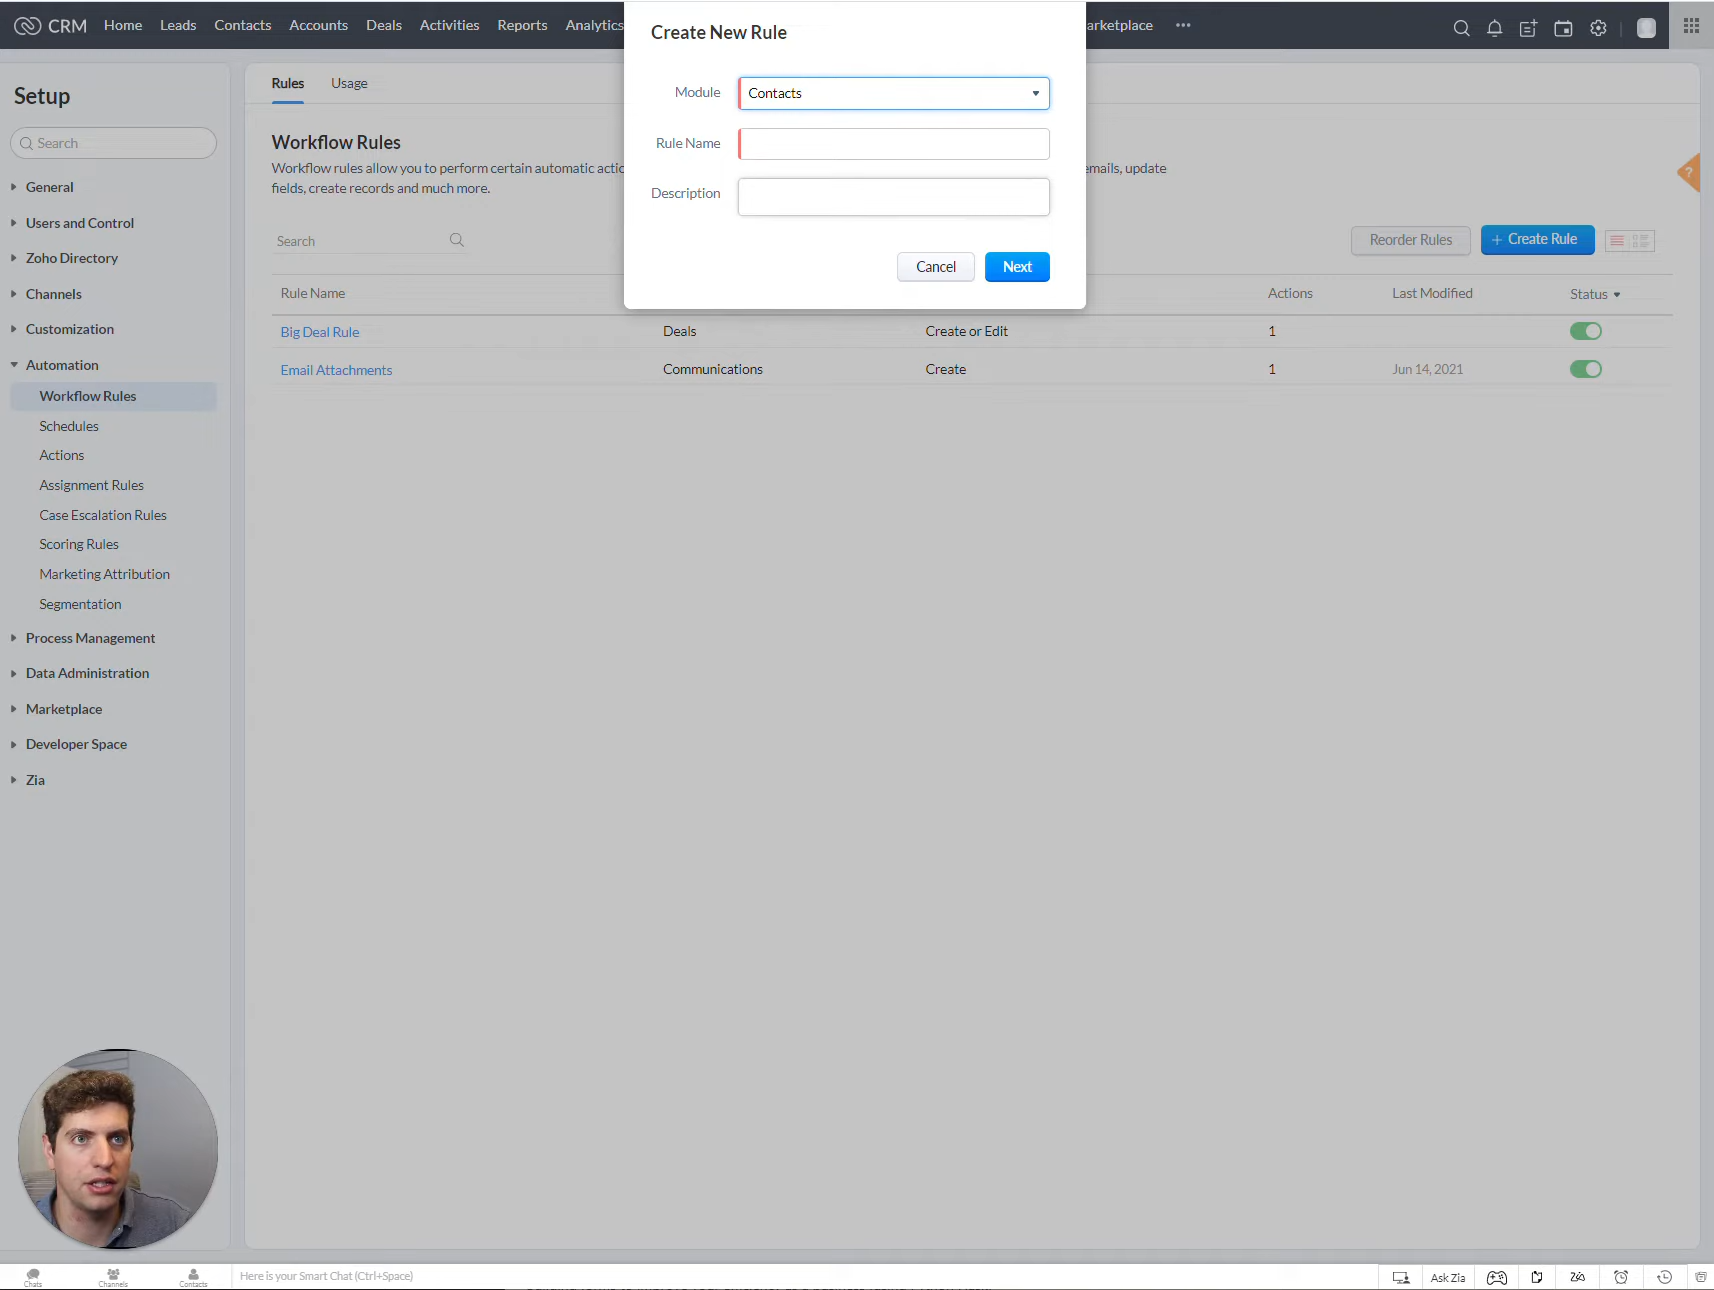 CRM Home Leads Contacts Accounts Deals Activities Reports Analytics arketplace •••
Create New Rule
Module Contacts
Rule Name
Description
Cancel Next
Setup
Search
General
Users and Control
Zoho Directory
Channels
Customization
Automation
Workflow Rules
Schedules
Actions
Assignment Rules
Case Escalation Rules
Scoring Rules
Marketing Attribution
Segmentation
Process Management
Data Administration
Marketplace
Developer Space
Zia
Rules Usage
Workflow Rules
Workflow rules allow you to perform certain automatic actio emails, update
fields, create records and much more.
?
Search Reorder Rules + Create Rule
Rule Name Actions Last Modified Status
Big Deal Rule Deals Create or Edit 1
Email Attachments Communications Create 1 Jun 14, 2021
Chats Channels Contacts Here is your Smart Chat (Ctrl+Space) Ask Zia